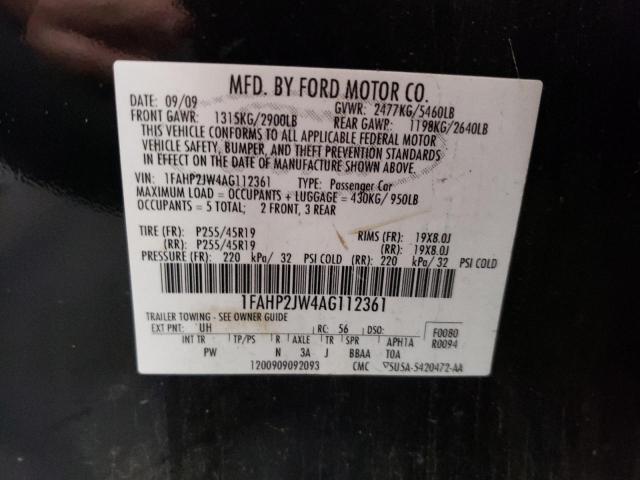 MFD. BY FORD MOTOR CO.
DATE: 09/09 GVWR: 2477KG/5460LB
FRONT GAWR: 1315KG/2900LB REAR GAWP: 1198KG/2640LB
THIS VEHICLE CONFORMS TO ALL APPLICABLE FEDERAL MOTOR
VEHICLE SAFETY, BUMPER, AND THEFT PREVENTION STANDARDS
IN EFFECT ON THE DATE OF MANUFACTURE SHOWN ABOVE.
VIN: 1FAHP2JW4AG112361 TYPE: Passenger Car
MAXIMUM LOAD = OCCUPANTS + LUGGAGE = 430KG/ 950LB
OCCUPANTS = 5 TOTAL; 2 FRONT, 3 REAR
TIRE (FR): P255/45R19 RIMS (FR): 19X8.0J
(RR): P255/45R19 (RR): 19X8.0J
PRESSURE (FR): 220 kPa/ 32 PSI COLD (RR): 220 kPa/ 32 PSI COLD
1FAHP2JW4AG112361
TRAILER TOWING - SEE OWNER GUIDE
EXT PNT: UH RC: 56 DSO: F0080
INT TR TP/PS R AXLE TR SPR APH1A R0094
PW N 3A J BBAA T0A
1200909092093 CMC 5U5A-5420472-AA